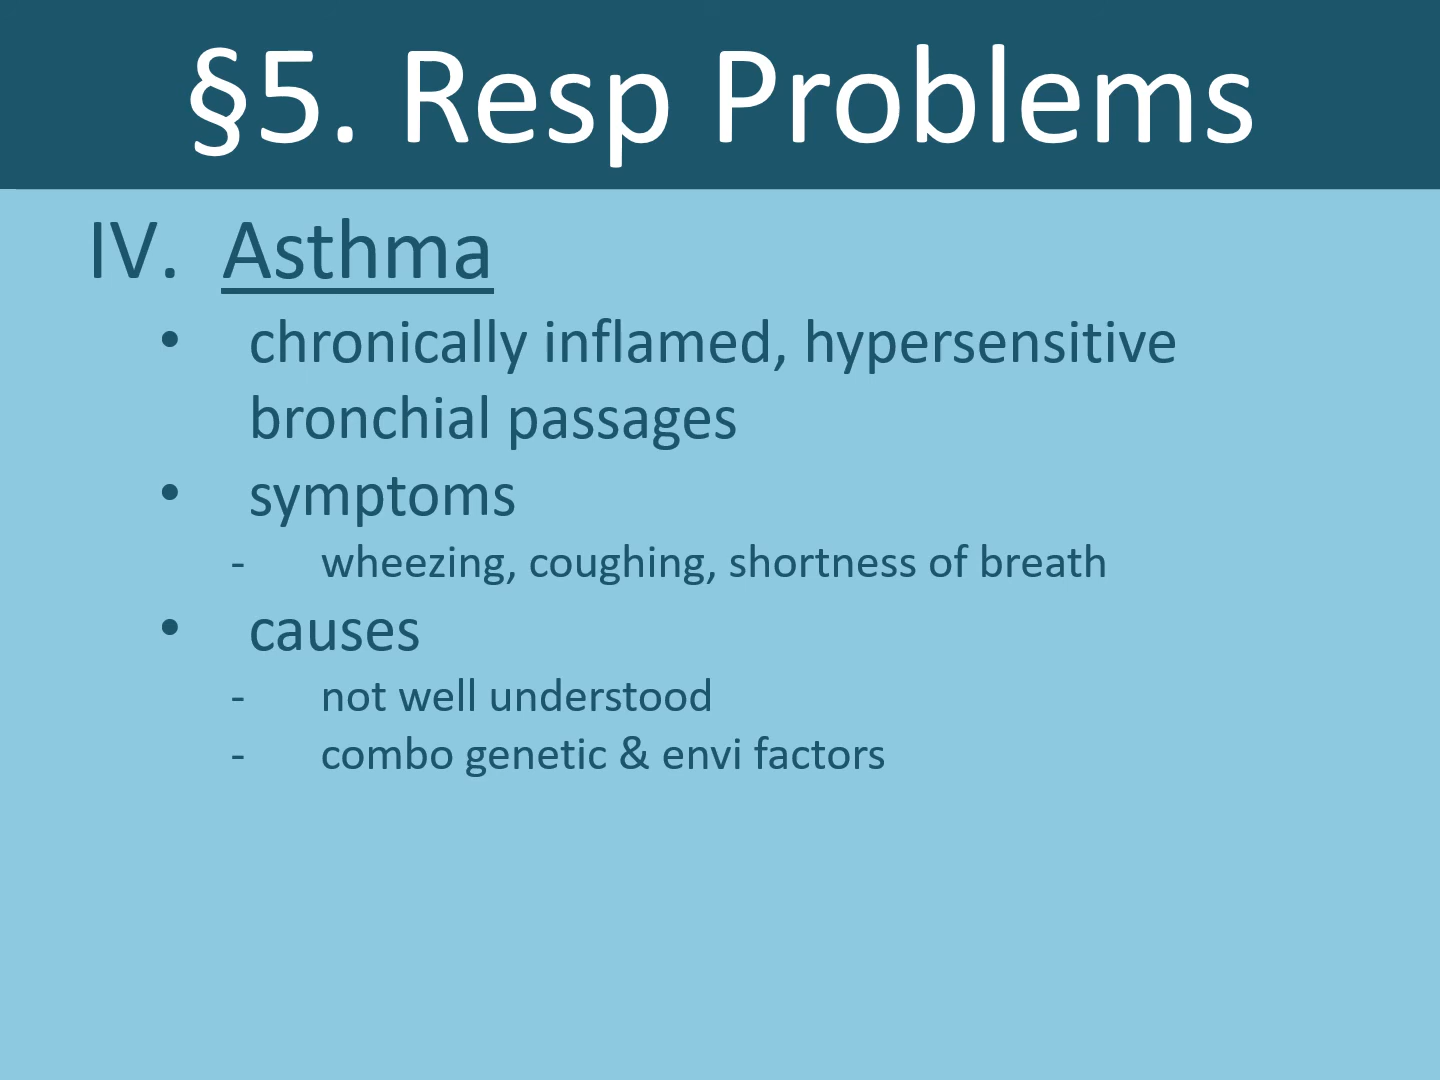 §5. Resp Problems
IV. Asthma
• chronically inflamed, hypersensitive
bronchial passages
• symptoms
- wheezing, coughing, shortness of breath
• causes
- not well understood
- combo genetic & envi factors